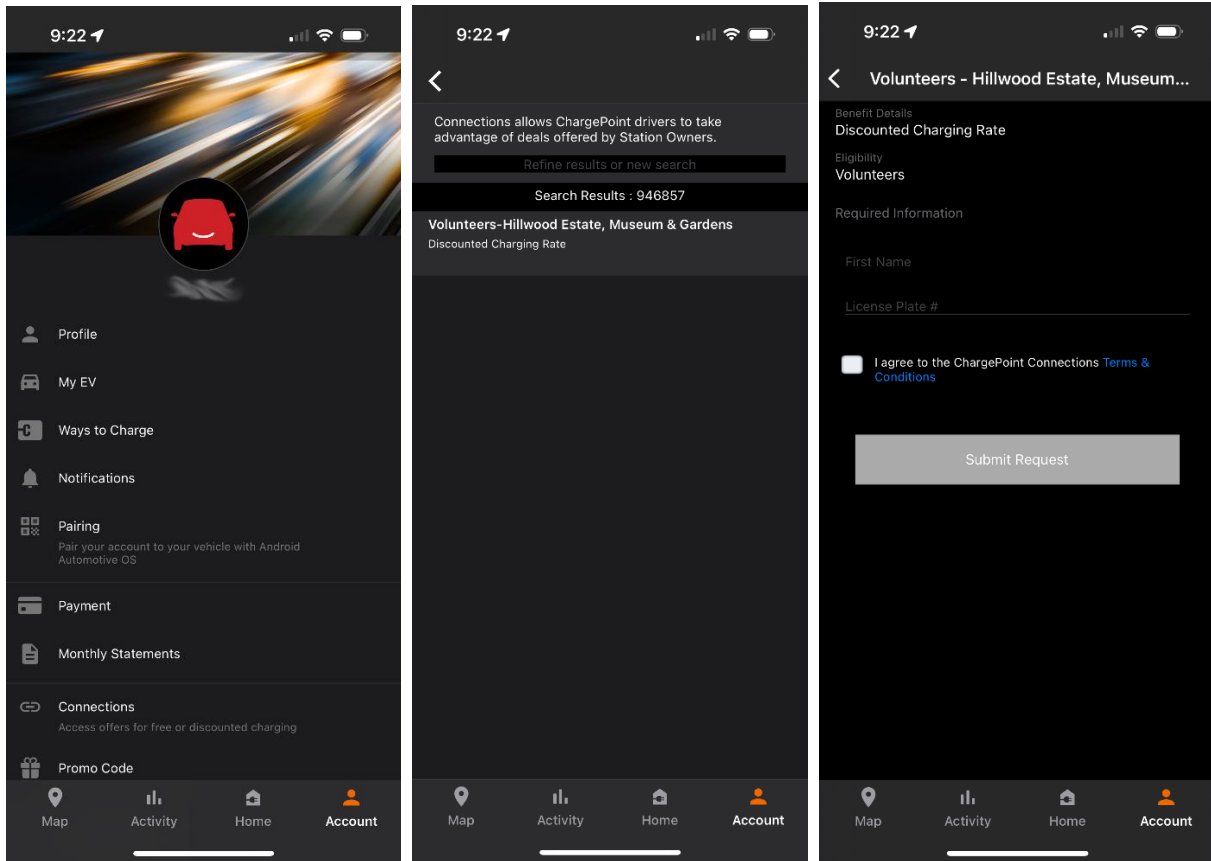 9:22
Profile
My EV
Ways to Charge
Notifications
Pairing
Pair your account to your vehicle with Android
Automotive OS
Payment
Monthly Statements
Connections
Access offers for free or discounted charging
Promo Code
Map Activity Home Account
9:22
Connections allows ChargePoint drivers to take
advantage of deals offered by Station Owners.
Refine results or new search
Search Results : 946857
Volunteers-Hillwood Estate, Museum & Gardens
Discounted Charging Rate
Map Activity Home Account
9:22
Volunteers - Hillwood Estate, Museum...
Benefit Details
Discounted Charging Rate
Eligibility
Volunteers
Required Information
First Name
License Plate #
I agree to the ChargePoint Connections Terms &
Conditions
Submit Request
Map Activity Home Account